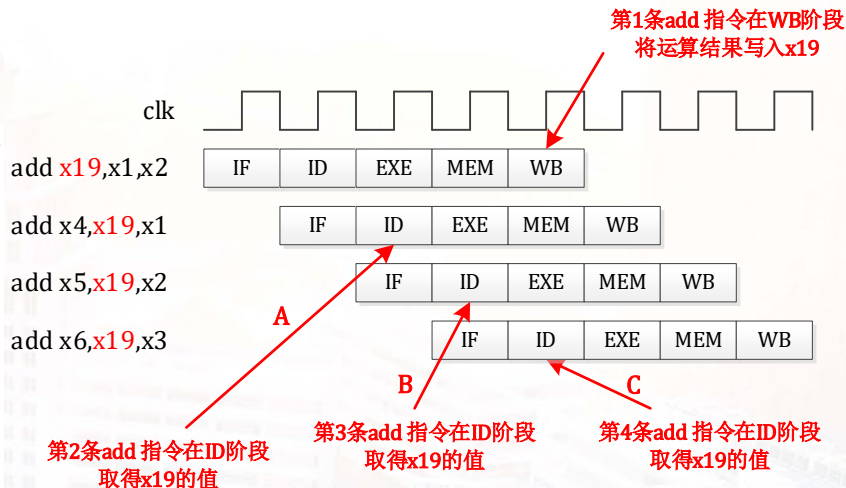 第1条add 指令在WB阶段
将运算结果写入x19
clk
add x19,x1,x2
IF ID EXE MEM WB
add x4,x19,x1
IF ID EXE MEM WB
add x5,x19,x2
IF ID EXE MEM WB
add x6,x19,x3
IF ID EXE MEM WB
A
B
C
第2条add 指令在ID阶段
取得x19的值
第3条add 指令在ID阶段
取得x19的值
第4条add 指令在ID阶段
取得x19的值